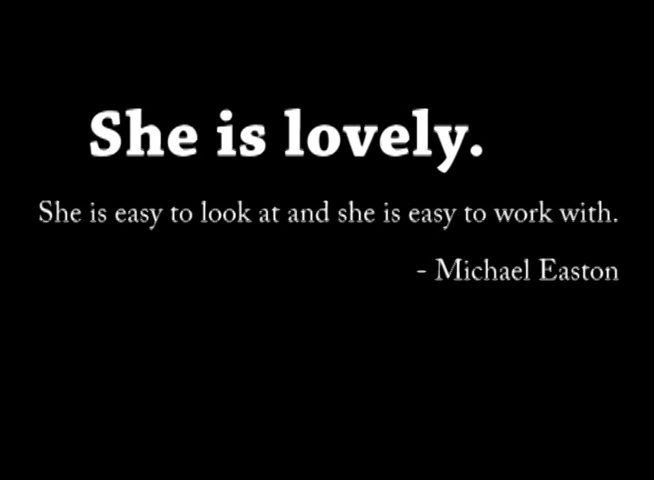 She is lovely.
She is easy to look at and she is easy to work with.
- Michael Easton